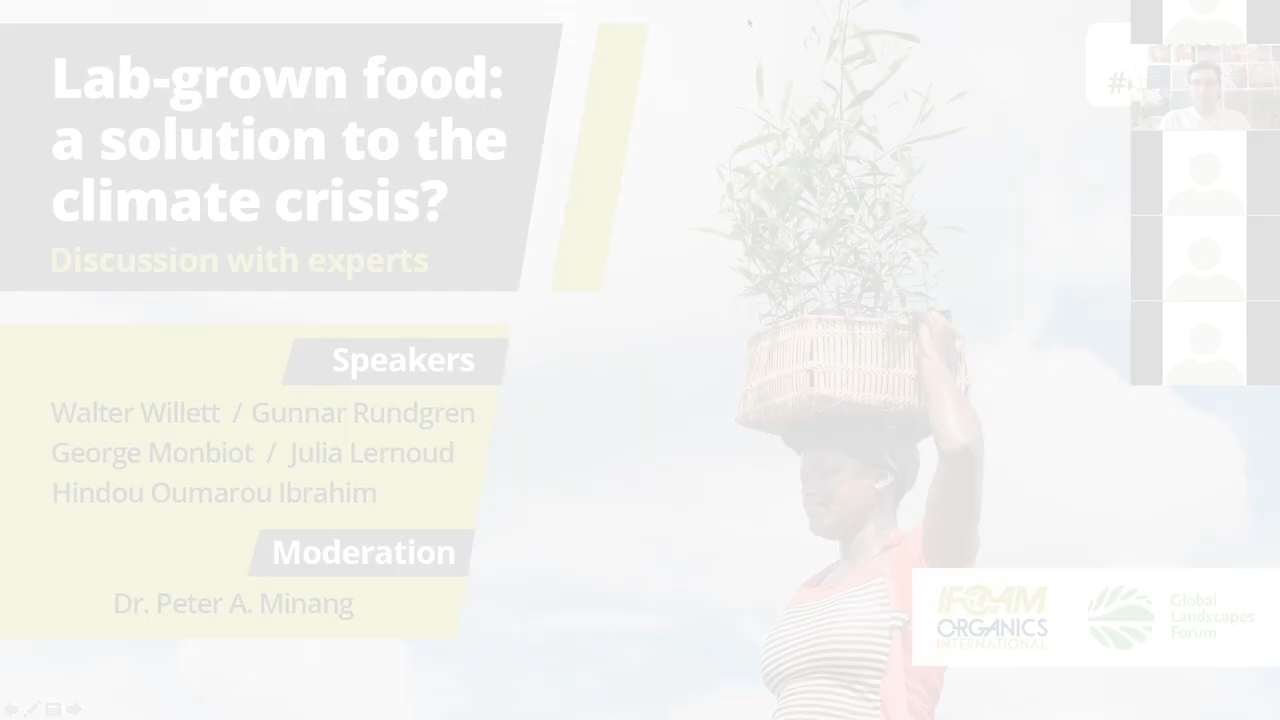 Lab-grown food:
a solution to the
climate crisis?
Discussion with experts
#
Speakers
Walter Willett / Gunnar Rundgren
George Monbiot / Julia Lernoud
Hindou Oumarou Ibrahim
Moderation
Dr. Peter A. Minang
IFOAM
ORGANICS
INTERNATIONAL
Global
Landscapes
Forum